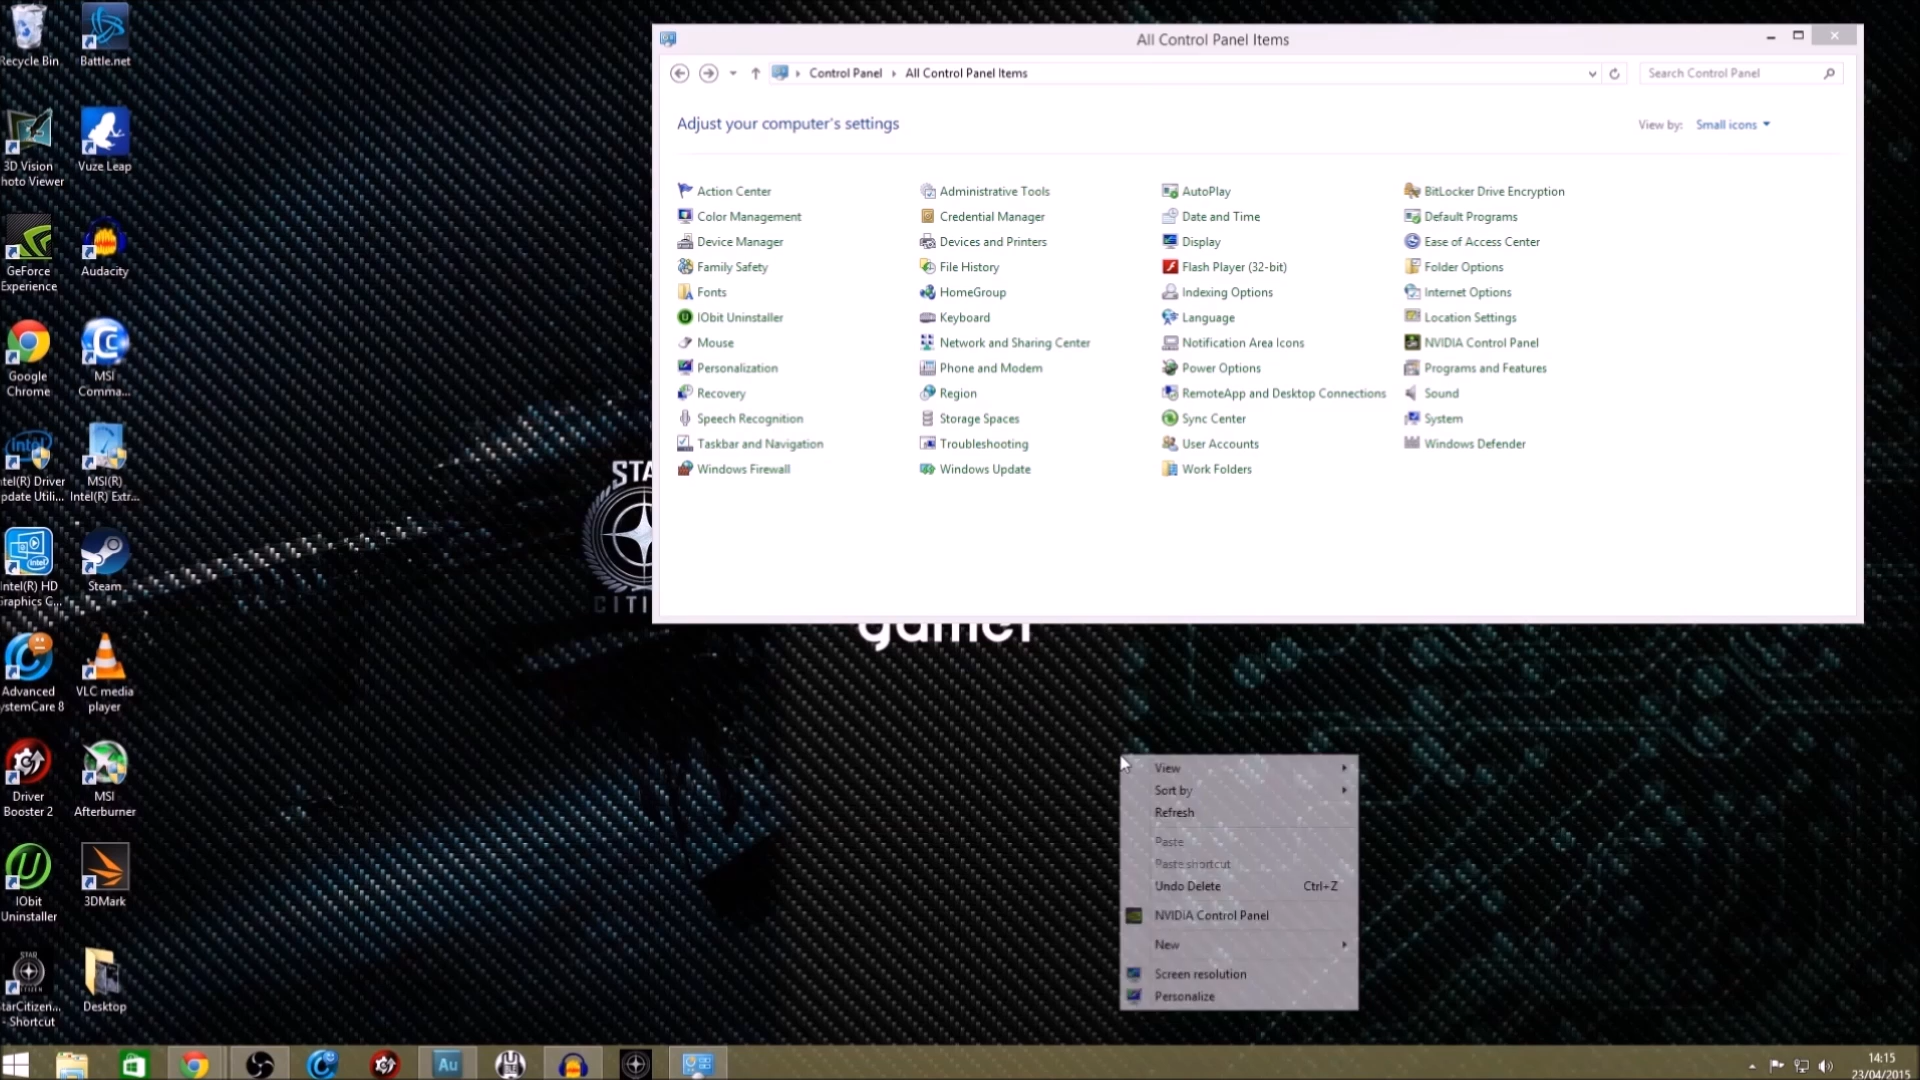 Recycle Bin
Battle.net
3D Vision
Photo Viewer
Vuze Leap
GeForce
Experience
Audacity
Google
Chrome
MSI
Comma...
Intel(R) Driver
Update Utili...
MSI(R)
Intel(R) Extr...
Intel(R) HD
Graphics C...
Steam
Advanced
SystemCare 8
VLC media
player
Driver
Booster 2
MSI
Afterburner
IObit
Uninstaller
3DMark
StarCitizen...
- Shortcut
Desktop
STA
CITI
gamer
All Control Panel Items
Control Panel
All Control Panel Items
Search Control Panel
Adjust your computer's settings
View by: Small icons
Action Center
Administrative Tools
AutoPlay
BitLocker Drive Encryption
Color Management
Credential Manager
Date and Time
Default Programs
Device Manager
Devices and Printers
Display
Ease of Access Center
Family Safety
File History
Flash Player (32-bit)
Folder Options
Fonts
HomeGroup
Indexing Options
Internet Options
IObit Uninstaller
Keyboard
Language
Location Settings
Mouse
Network and Sharing Center
Notification Area Icons
NVIDIA Control Panel
Personalization
Phone and Modem
Power Options
Programs and Features
Recovery
Region
RemoteApp and Desktop Connections
Sound
Speech Recognition
Storage Spaces
Sync Center
System
Taskbar and Navigation
Troubleshooting
User Accounts
Windows Defender
Windows Firewall
Windows Update
Work Folders
View
Sort by
Refresh
Paste
Paste shortcut
Undo Delete Ctrl+Z
NVIDIA Control Panel
New
Screen resolution
Personalize
Au
14:15
23/04/2015